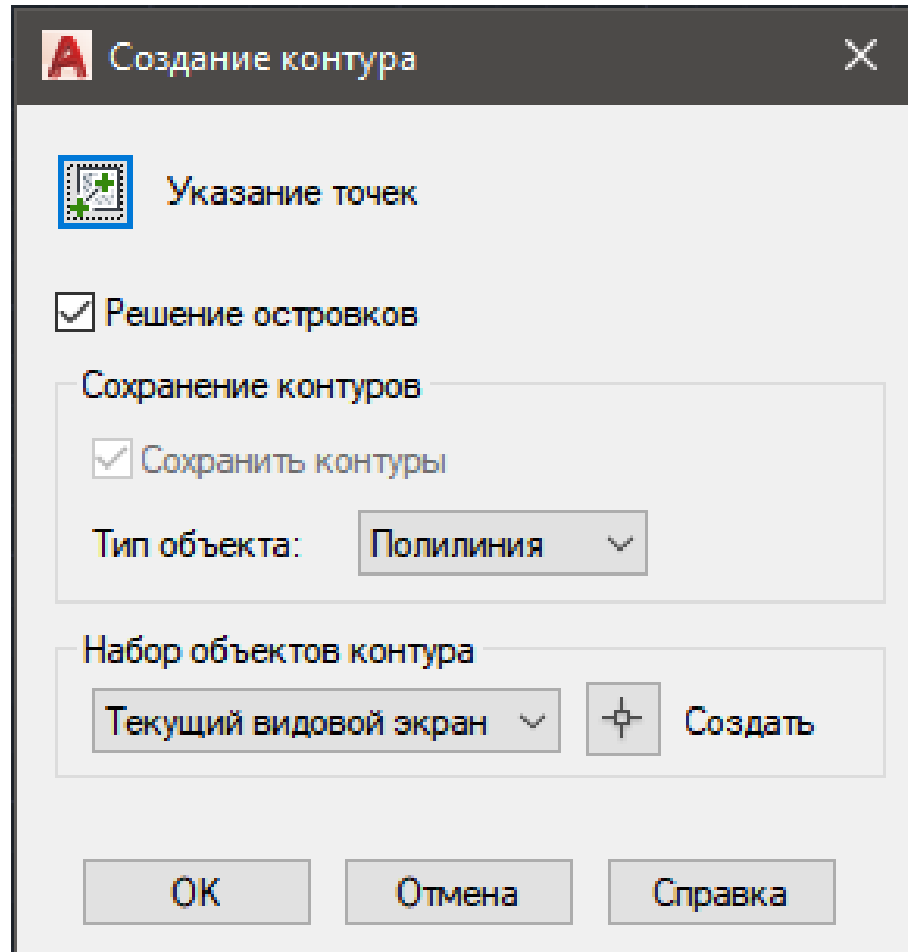 Создание контура
Указание точек
Решение островков
Сохранение контуров
Сохранить контуры
Тип объекта: Полилиния
Набор объектов контура
Текущий видовой экран Создать
ОК Отмена Справка